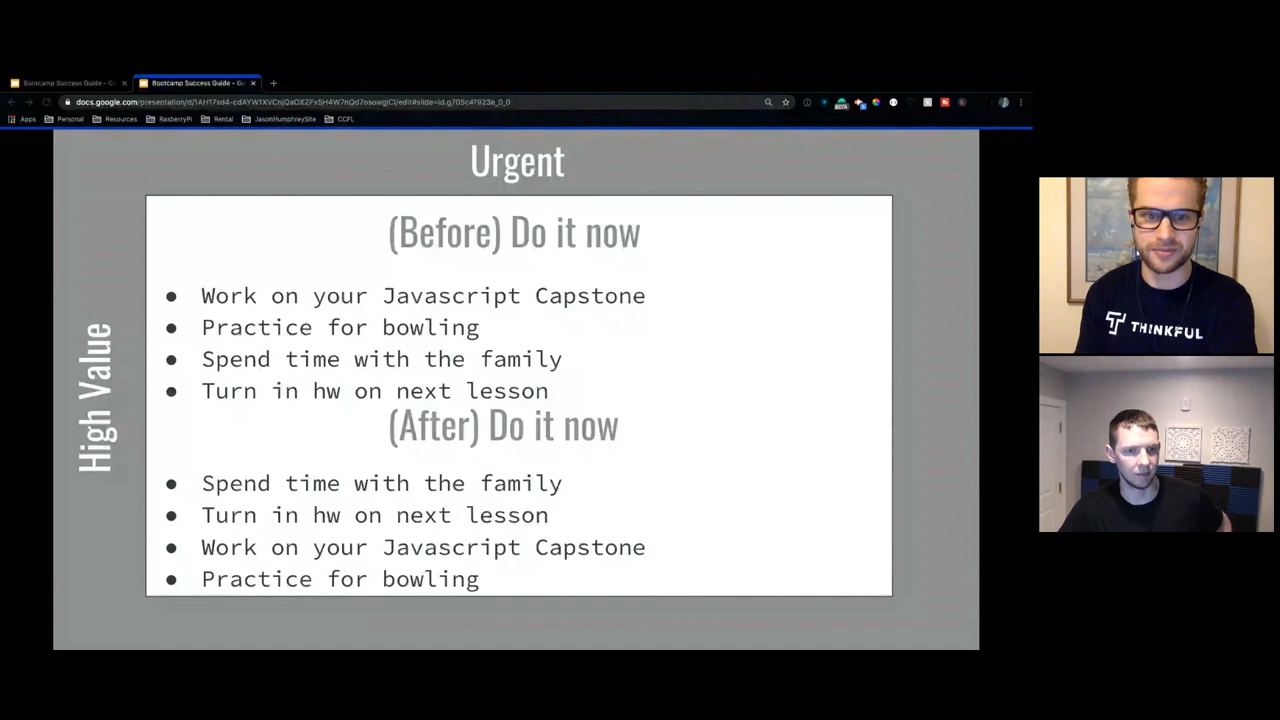 Bootcamp Success Guide - Go
Bootcamp Success Guide - Go
Apps Personal Resources RasberryPi Rental JasonHumphreySite CCFL
Urgent
High Value
(Before) Do it now
● Work on your Javascript Capstone
● Practice for bowling
● Spend time with the family
● Turn in hw on next lesson
(After) Do it now
● Spend time with the family
● Turn in hw on next lesson
● Work on your Javascript Capstone
● Practice for bowling
THINKFUL